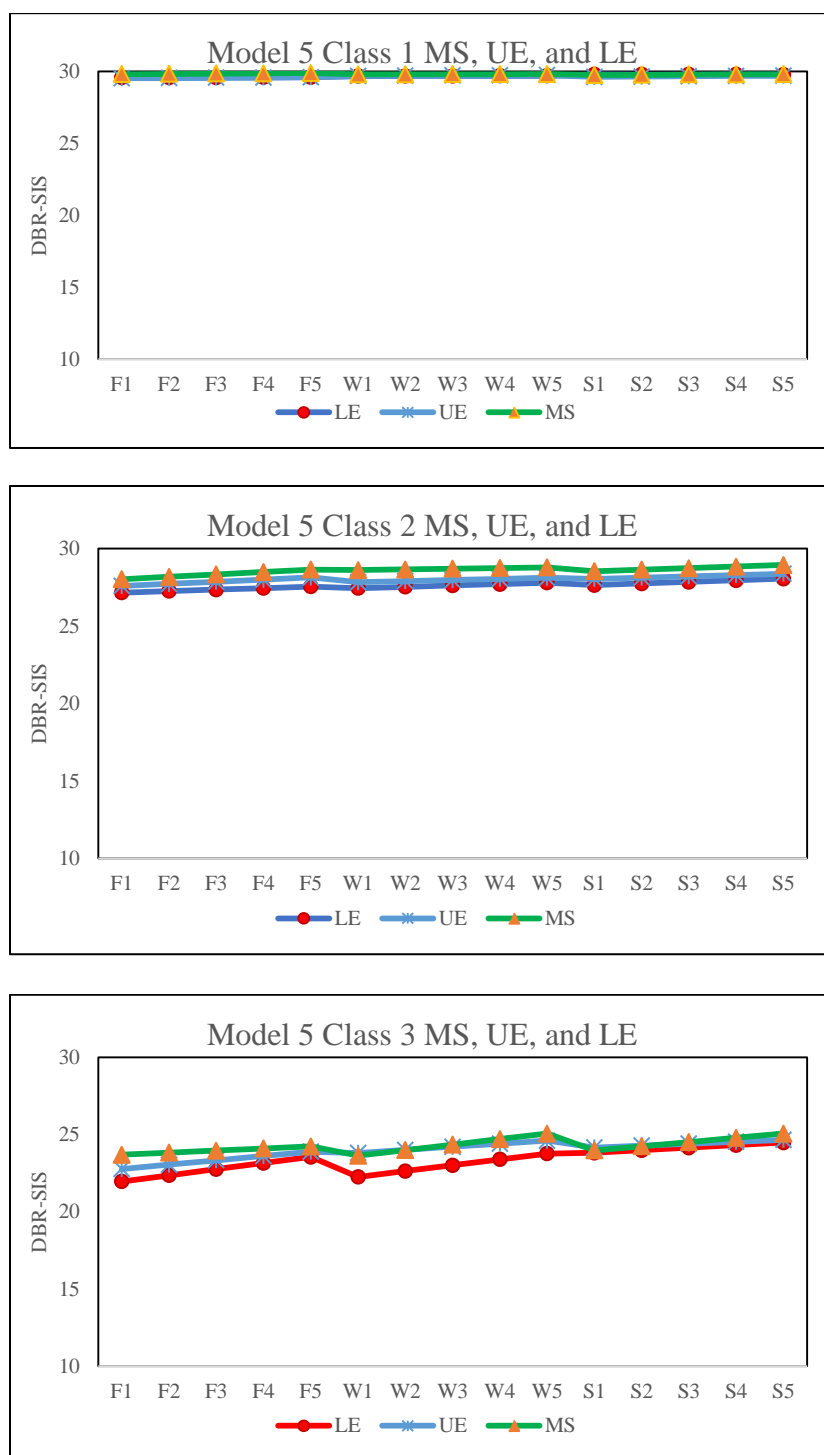 Model 5 Class 1 MS, UE, and LE
30
25
20
15
10
DBR-SIS
F1 F2 F3 F4 F5 W1 W2 W3 W4 W5 S1 S2 S3 S4 S5
LE UE MS
Model 5 Class 2 MS, UE, and LE
30
25
20
15
10
DBR-SIS
F1 F2 F3 F4 F5 W1 W2 W3 W4 W5 S1 S2 S3 S4 S5
LE UE MS
Model 5 Class 3 MS, UE, and LE
30
25
20
15
10
DBR-SIS
F1 F2 F3 F4 F5 W1 W2 W3 W4 W5 S1 S2 S3 S4 S5
LE UE MS